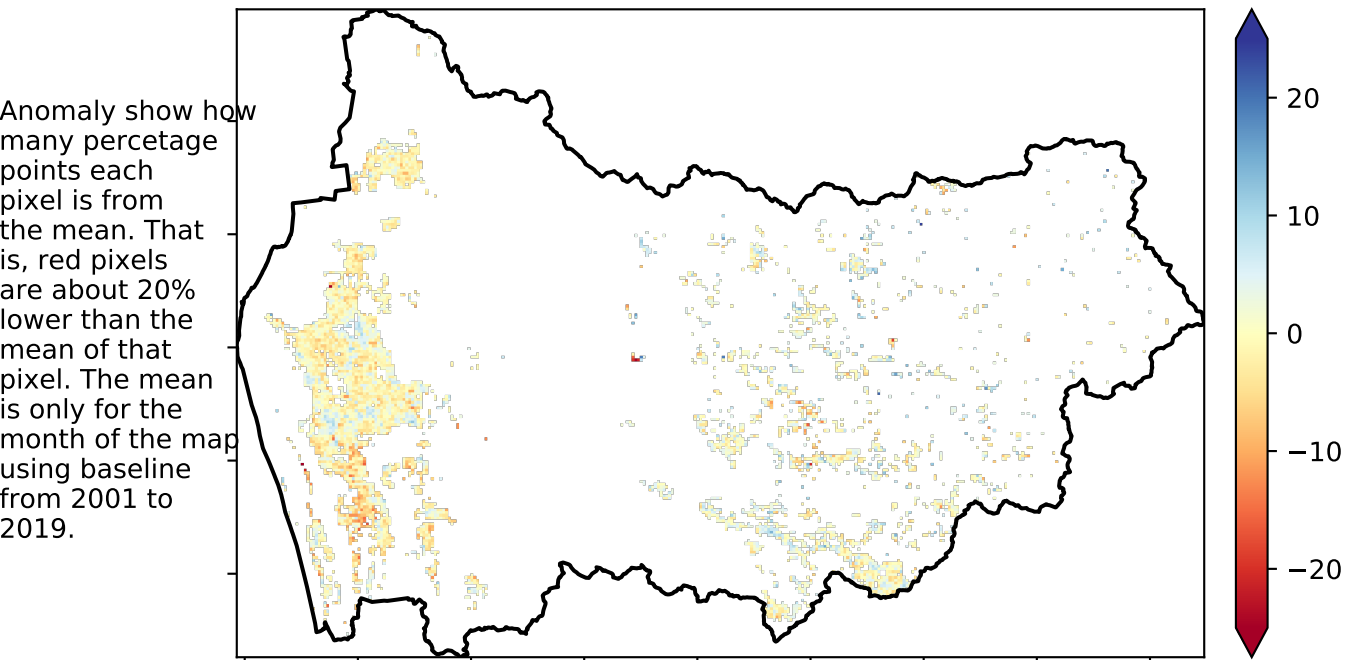 Anomaly show how
many percetage
points each
pixel is from
the mean. That
is, red pixels
are about 20%
lower than the
mean of that
pixel. The mean
is only for the
month of the map
using baseline
from 2001 to
2019.
20
10
0
−10
−20